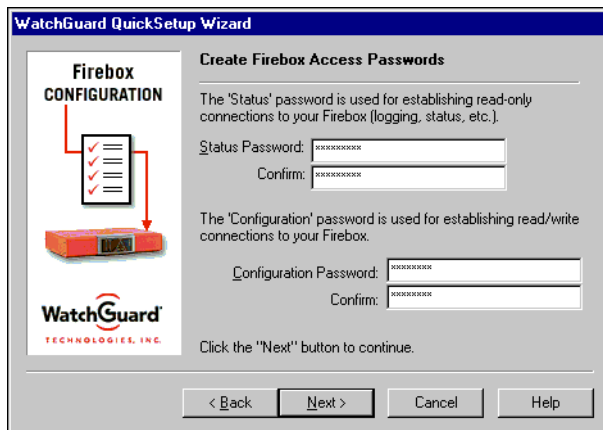 WatchGuard QuickSetup Wizard
Firebox
CONFIGURATION
WatchGuard
TECHNOLOGIES, INC.
Create Firebox Access Passwords
The 'Status' password is used for establishing read-only
connections to your Firebox (logging, status, etc.).
Status Password: *********
Confirm: *********
The 'Configuration' password is used for establishing read/write
connections to your Firebox.
Configuration Password: ********
Confirm: ********
Click the "Next" button to continue.
< Back Next > Cancel Help